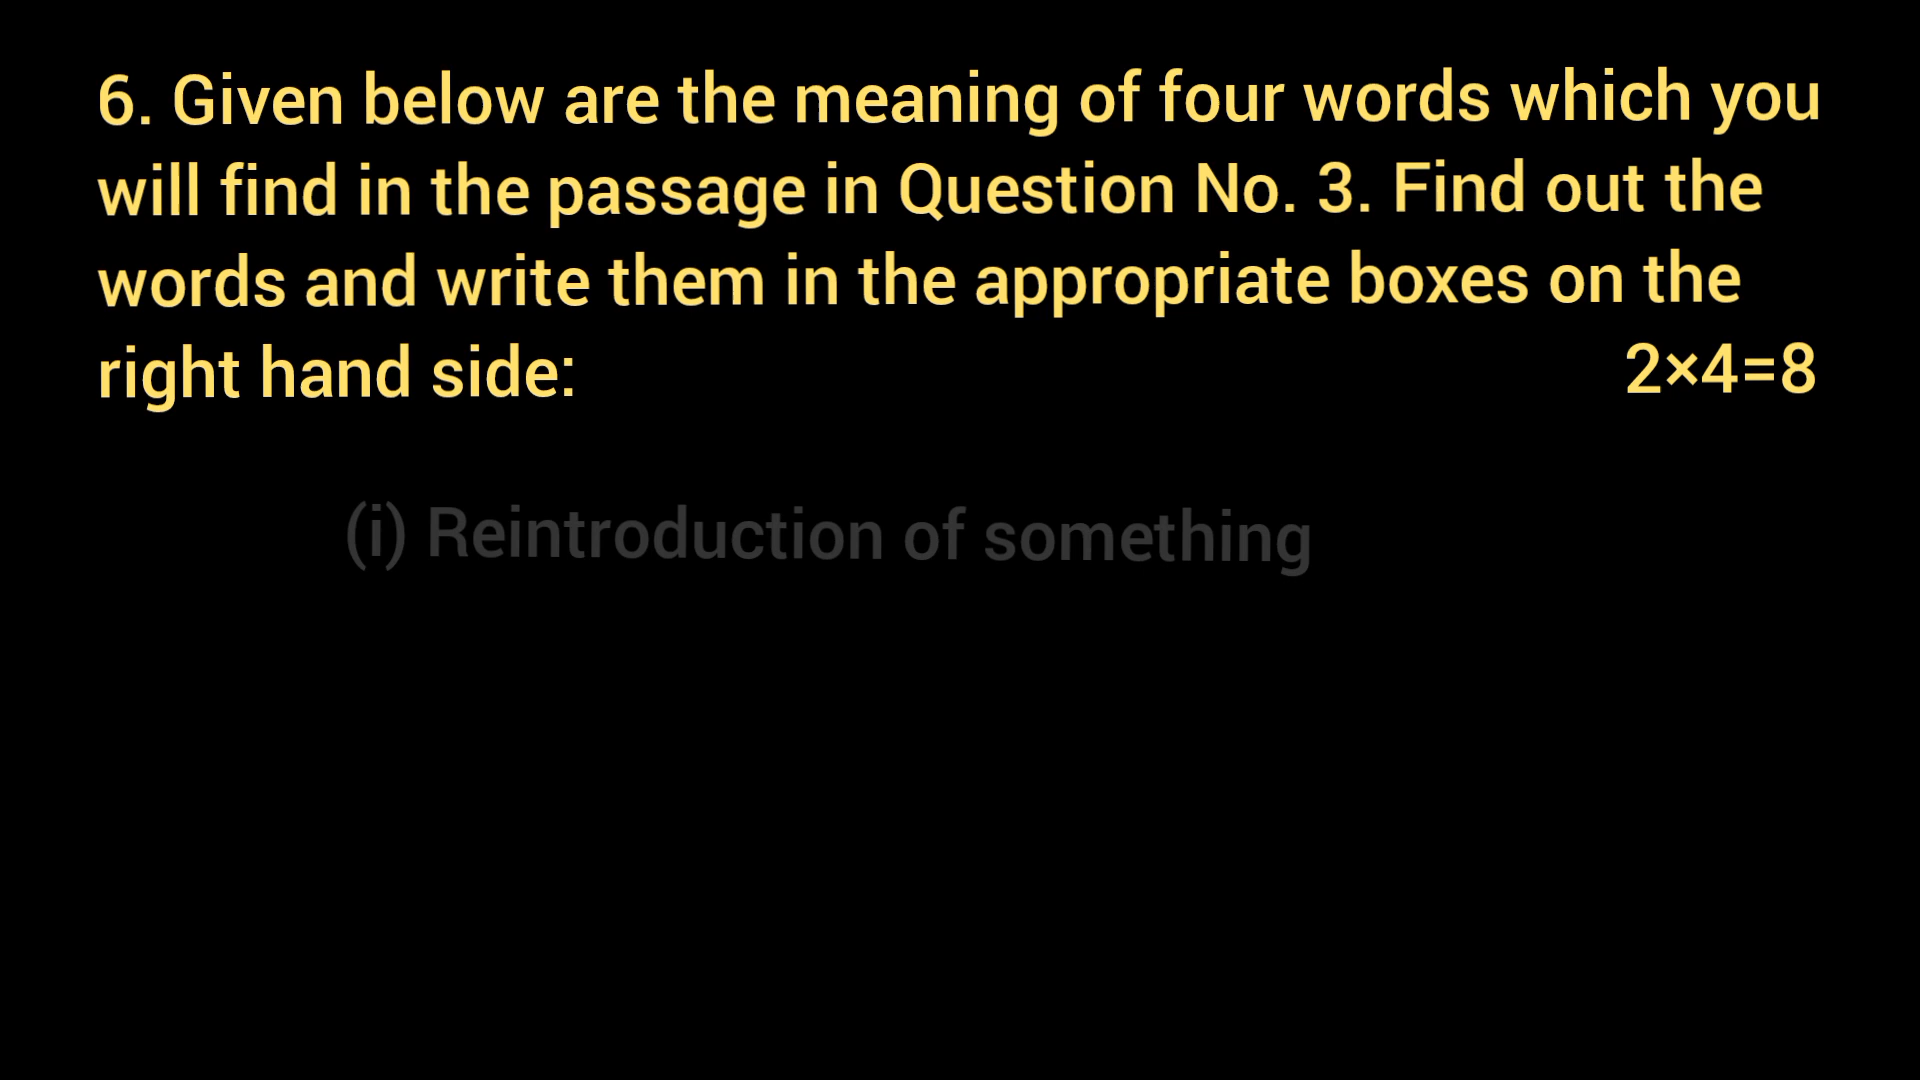 6. Given below are the meaning of four words which you
will find in the passage in Question No. 3. Find out the
words and write them in the appropriate boxes on the
right hand side: 2×4=8
(i) Reintroduction of something